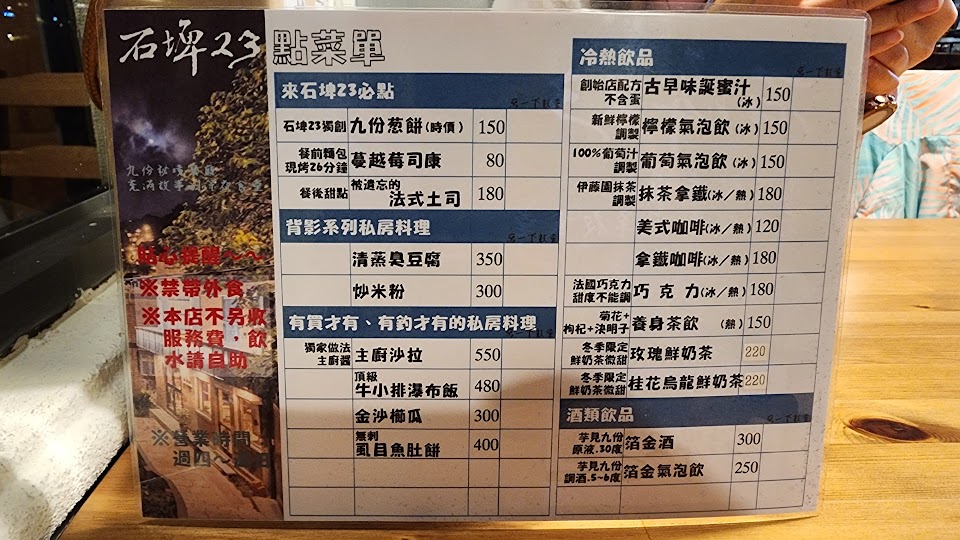 石埤23 點菜單
貼心提醒～～
※禁帶外食
※本店不另收
服務費，飲
水請自助
※營業時間
週四～
來石埤23必點
石埤23獨創 九份葱餅(時價) 150
餐前麵包 現烤26分鐘 蔓越莓司康 80
餐後甜點 被遺忘的 法式土司 180
背影系列私房料理
清蒸臭豆腐 350
炒米粉 300
有買才有、有釣才有的私房料理
獨家做法 主廚醬 主廚沙拉 550
頂級 牛小排瀑布飯 480
金沙櫛瓜 300
無刺 虱目魚肚餅 400
冷熱飲品
創始店配方 不含蛋 古早味誕蜜汁 (冰) 150
新鮮檸檬 調製 檸檬氣泡飲 (冰) 150
100%葡萄汁 調製 葡萄氣泡飲 (冰) 150
伊藤園抹茶 調製 抹茶拿鐵(冰／熱) 180
美式咖啡(冰／熱) 120
拿鐵咖啡(冰／熱) 180
法國巧克力 甜度不能調 巧克力(冰／熱) 180
菊花+ 枸杞+決明子 養身茶飲 (熱) 150
冬季限定 鮮奶茶微甜 玫瑰鮮奶茶 220
冬季限定 鮮奶茶微甜 桂花烏龍鮮奶茶 220
酒類飲品
芋見九份 原液.30度 箔金酒 300
芋見九份 調酒.5~6度 箔金氣泡飲 250